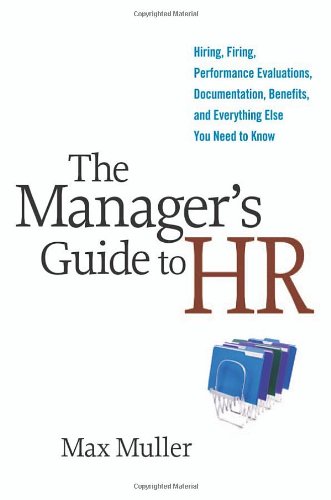 Hiring, Firing,
Performance Evaluations,
Documentation, Benefits,
and Everything Else
You Need to Know
The
Manager's
Guide to
HR
Max Muller
Copyrighted Material
Copyrighted Material